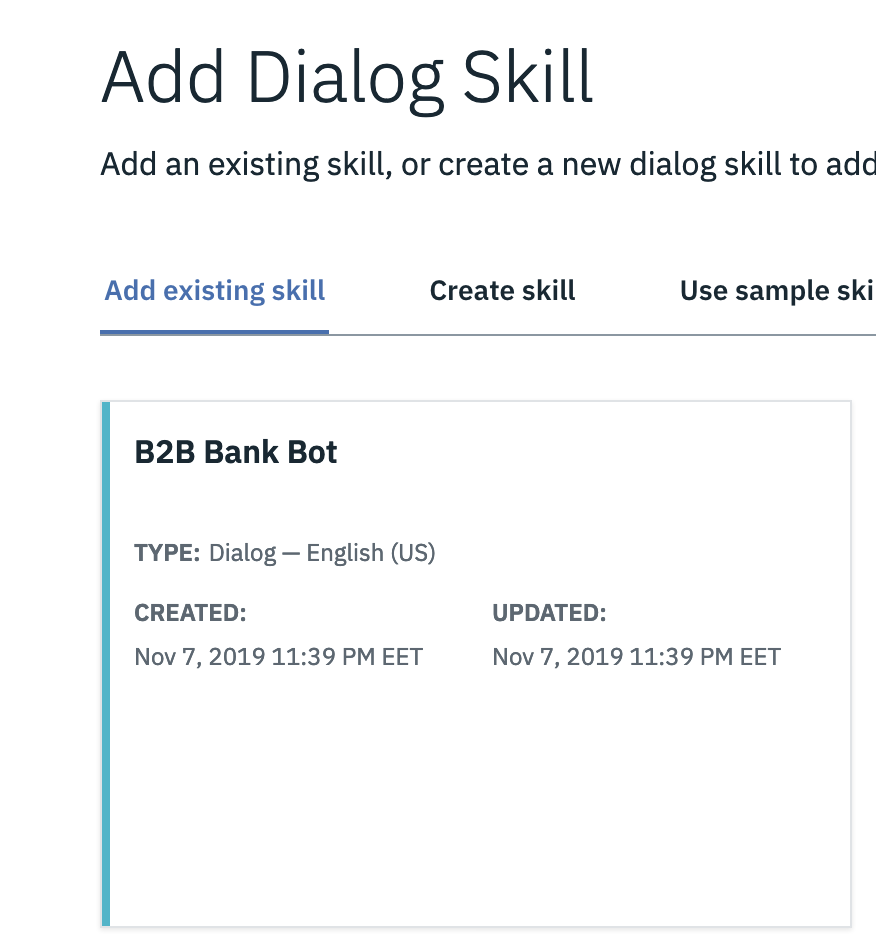 Add Dialog Skill
Add an existing skill, or create a new dialog skill to add
Add existing skill Create skill Use sample ski
B2B Bank Bot
TYPE: Dialog — English (US)
CREATED: UPDATED:
Nov 7, 2019 11:39 PM EET Nov 7, 2019 11:39 PM EET